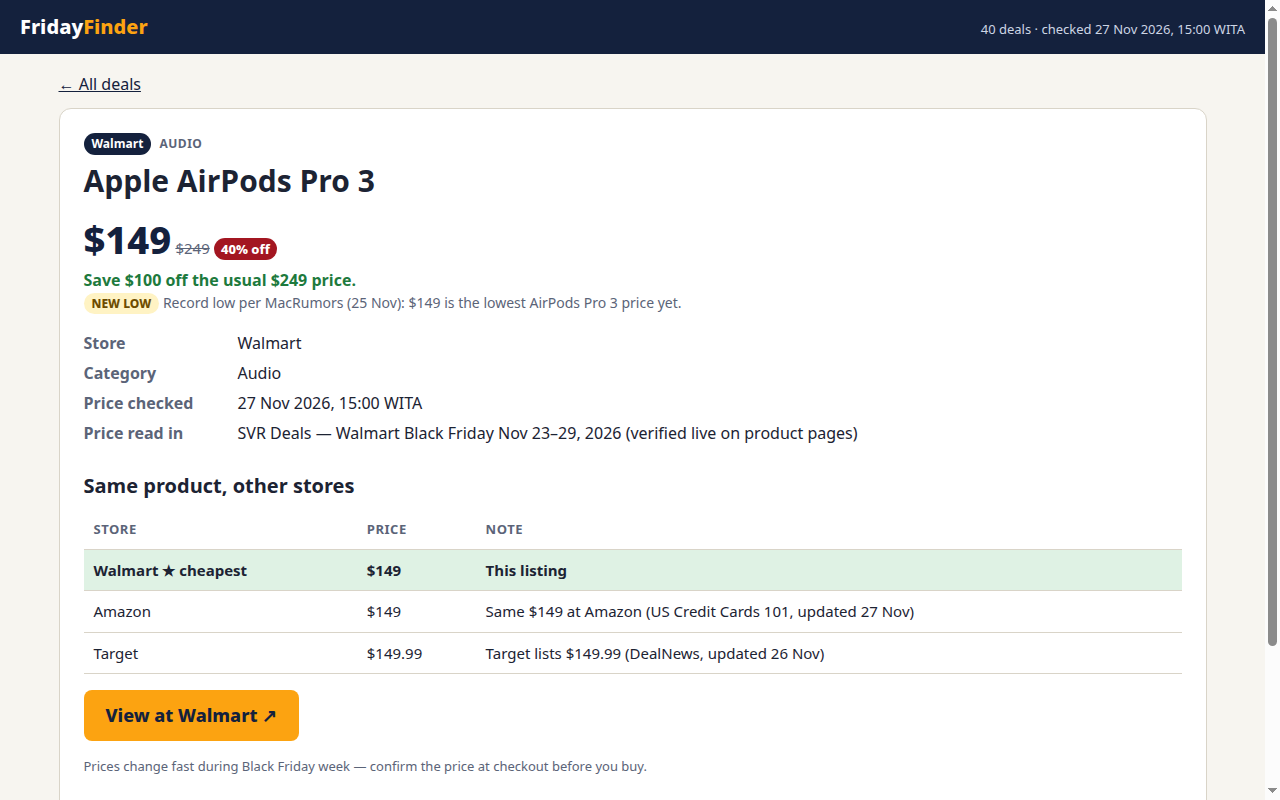 FridayFinder
40 deals · checked 27 Nov 2026, 15:00 WITA
← All deals
Walmart AUDIO
Apple AirPods Pro 3
$149 $249 40% off
Save $100 off the usual $249 price.
NEW LOW Record low per MacRumors (25 Nov): $149 is the lowest AirPods Pro 3 price yet.
Store Walmart
Category Audio
Price checked 27 Nov 2026, 15:00 WITA
Price read in SVR Deals — Walmart Black Friday Nov 23–29, 2026 (verified live on product pages)
Same product, other stores
STORE PRICE NOTE
Walmart ★ cheapest $149 This listing
Amazon $149 Same $149 at Amazon (US Credit Cards 101, updated 27 Nov)
Target $149.99 Target lists $149.99 (DealNews, updated 26 Nov)
View at Walmart ↗
Prices change fast during Black Friday week — confirm the price at checkout before you buy.